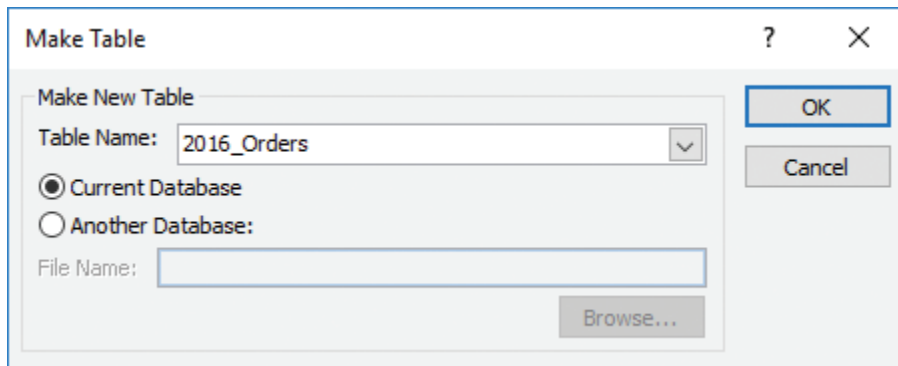 Make Table ?
Make New Table
Table Name: 2016_Orders
Current Database
Another Database:
File Name:
Browse...
OK
Cancel